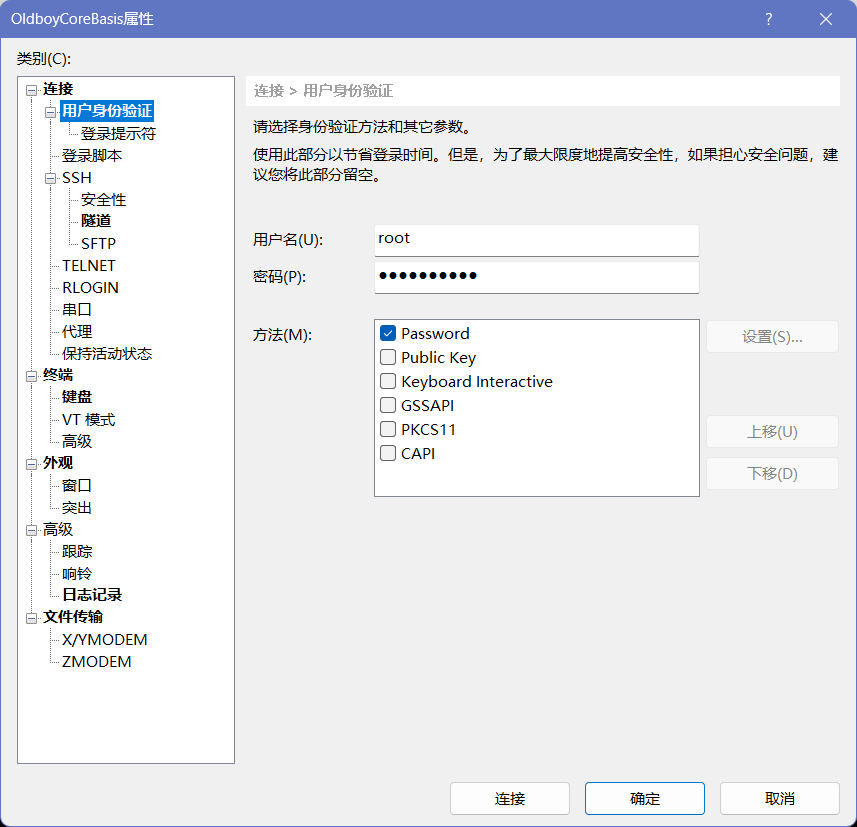 OldboyCoreBasis属性
?
类别(C):
连接
用户身份验证
登录提示符
登录脚本
SSH
安全性
隧道
SFTP
TELNET
RLOGIN
串口
代理
保持活动状态
终端
键盘
VT 模式
高级
外观
窗口
突出
高级
跟踪
响铃
日志记录
文件传输
X/YMODEM
ZMODEM
连接 > 用户身份验证
请选择身份验证方法和其它参数。
使用此部分以节省登录时间。但是，为了最大限度地提高安全性，如果担心安全问题，建
议您将此部分留空。
用户名(U):
root
密码(P):
●●●●●●●●●●
方法(M):
Password
Public Key
Keyboard Interactive
GSSAPI
PKCS11
CAPI
设置(S)...
上移(U)
下移(D)
连接
确定
取消